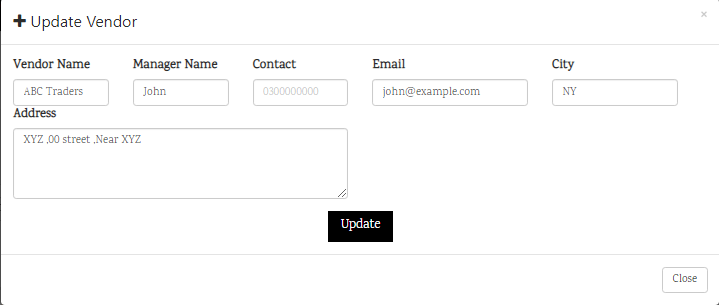 Update Vendor
×
Vendor Name Manager Name Contact Email City
ABC Traders John 0300000000 john@example.com NY
Address
XYZ ,00 street ,Near XYZ
Update
Close